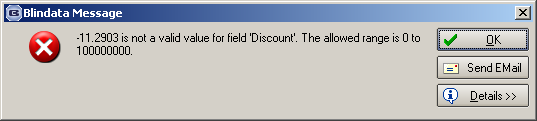 Blindata Message
-11.2903 is not a valid value for field 'Discount'. The allowed range is 0 to
100000000.
OK
Send EMail
Details >>